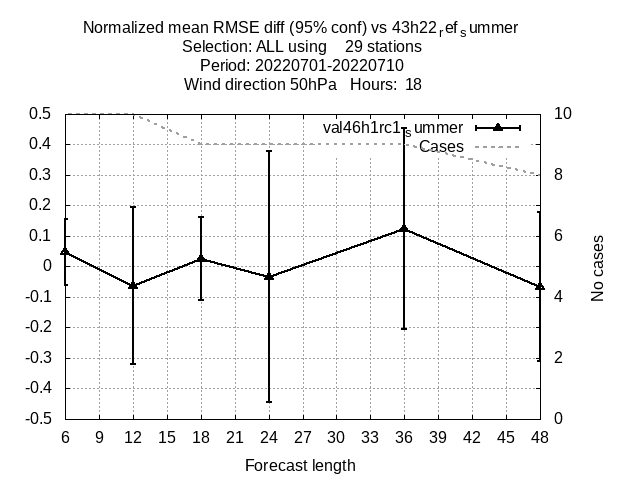 Normalized mean RMSE diff (95% conf) vs 43h22ref summer
Selection: ALL using 29 stations
Period: 20220701-20220710
Wind direction 50hPa Hours: 18
0.5
0.4
0.3
0.2
0.1
0
-0.1
-0.2
-0.3
-0.4
-0.5
val46h1rc1summer
Cases
10
8
6
4
2
0
No cases
6 9 12 15 18 21 24 27 30 33 36 39 42 45 48
Forecast length